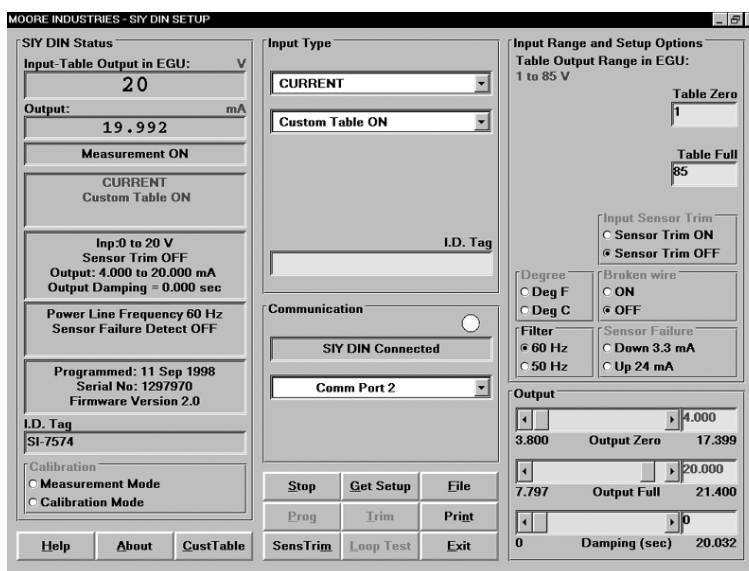 MOORE INDUSTRIES - SIY DIN SETUP
SIY DIN Status
Input-Table Output in EGU: V
20
Output: mA
19.992
Measurement ON
CURRENT
Custom Table ON
Inp:0 to 20 V
Sensor Trim OFF
Output: 4.000 to 20.000 mA
Output Damping = 0.000 sec
Power Line Frequency 60 Hz
Sensor Failure Detect OFF
Programmed: 11 Sep 1998
Serial No: 1297970
Firmware Version 2.0
I.D. Tag
SI-7574
Calibration
Measurement Mode
Calibration Mode
Help About CustTable
Input Type
CURRENT
Custom Table ON
I.D. Tag
Communication
SIY DIN Connected
Comm Port 2
Stop Get Setup File
Prog Trim Print
SensTrim Loop Test Exit
Input Range and Setup Options
Table Output Range in EGU:
1 to 85 V
Table Zero
1
Table Full
85
Input Sensor Trim
Sensor Trim ON
Sensor Trim OFF
Degree
Deg F
Deg C
Broken wire
ON
OFF
Filter
60 Hz
50 Hz
Sensor Failure
Down 3.3 mA
Up 24 mA
Output
4.000
3.800 Output Zero 17.399
20.000
7.797 Output Full 21.400
0
0 Damping (sec) 20.032